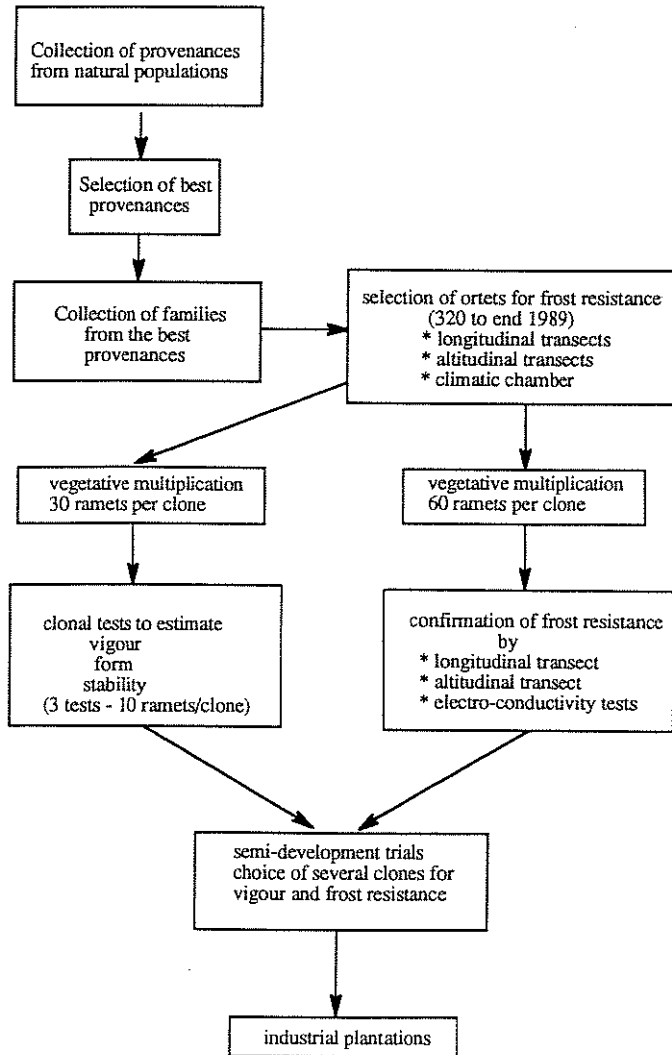 Collection of provenances
from natural populations
Selection of best
provenances
Collection of families
from the best
provenances
selection of ortets for frost resistance
(320 to end 1989)
* longitudinal transects
* altitudinal transects
* climatic chamber
vegetative multiplication
30 ramets per clone
vegetative multiplication
60 ramets per clone
clonal tests to estimate
vigour
form
stability
(3 tests - 10 ramets/clone)
confirmation of frost resistance
by
* longitudinal transect
* altitudinal transect
* electro-conductivity tests
semi-development trials
choice of several clones for
vigour and frost resistance
industrial plantations